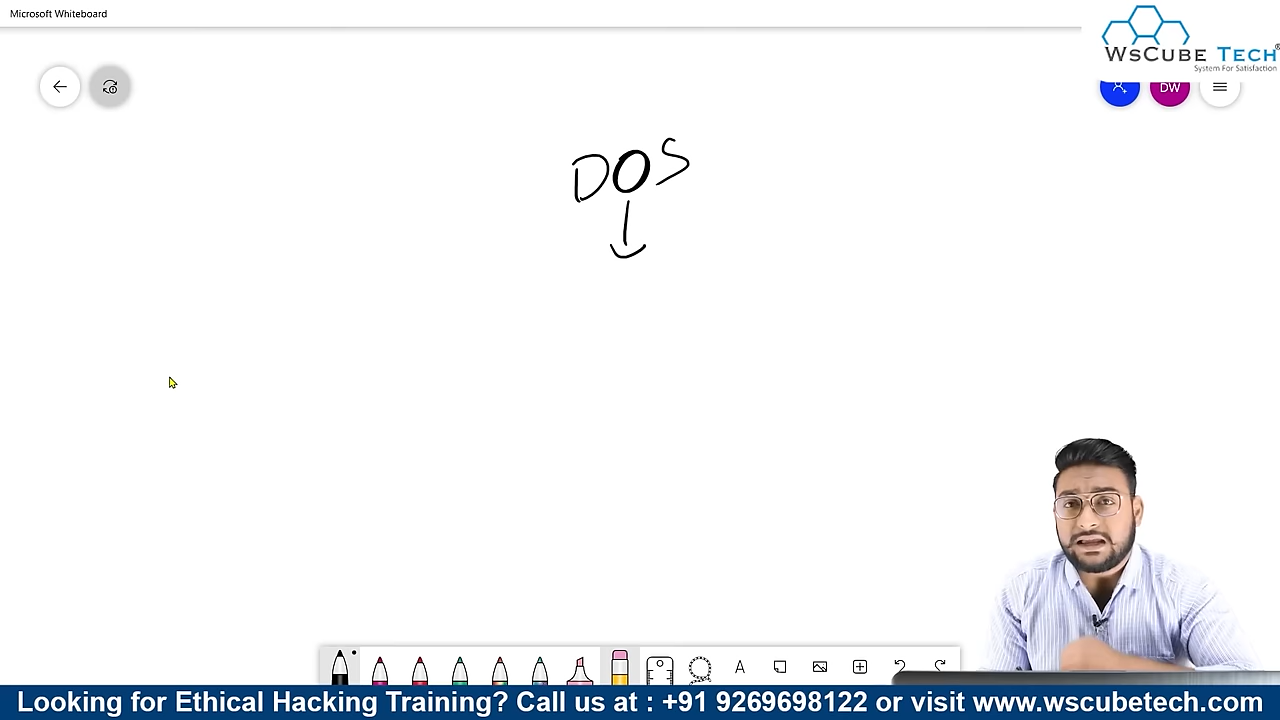 Microsoft Whiteboard
WSCUBE TECH®
System For Satisfaction
DW
DOS
A
Looking for Ethical Hacking Training? Call us at : +91 9269698122 or visit www.wscubetech.com